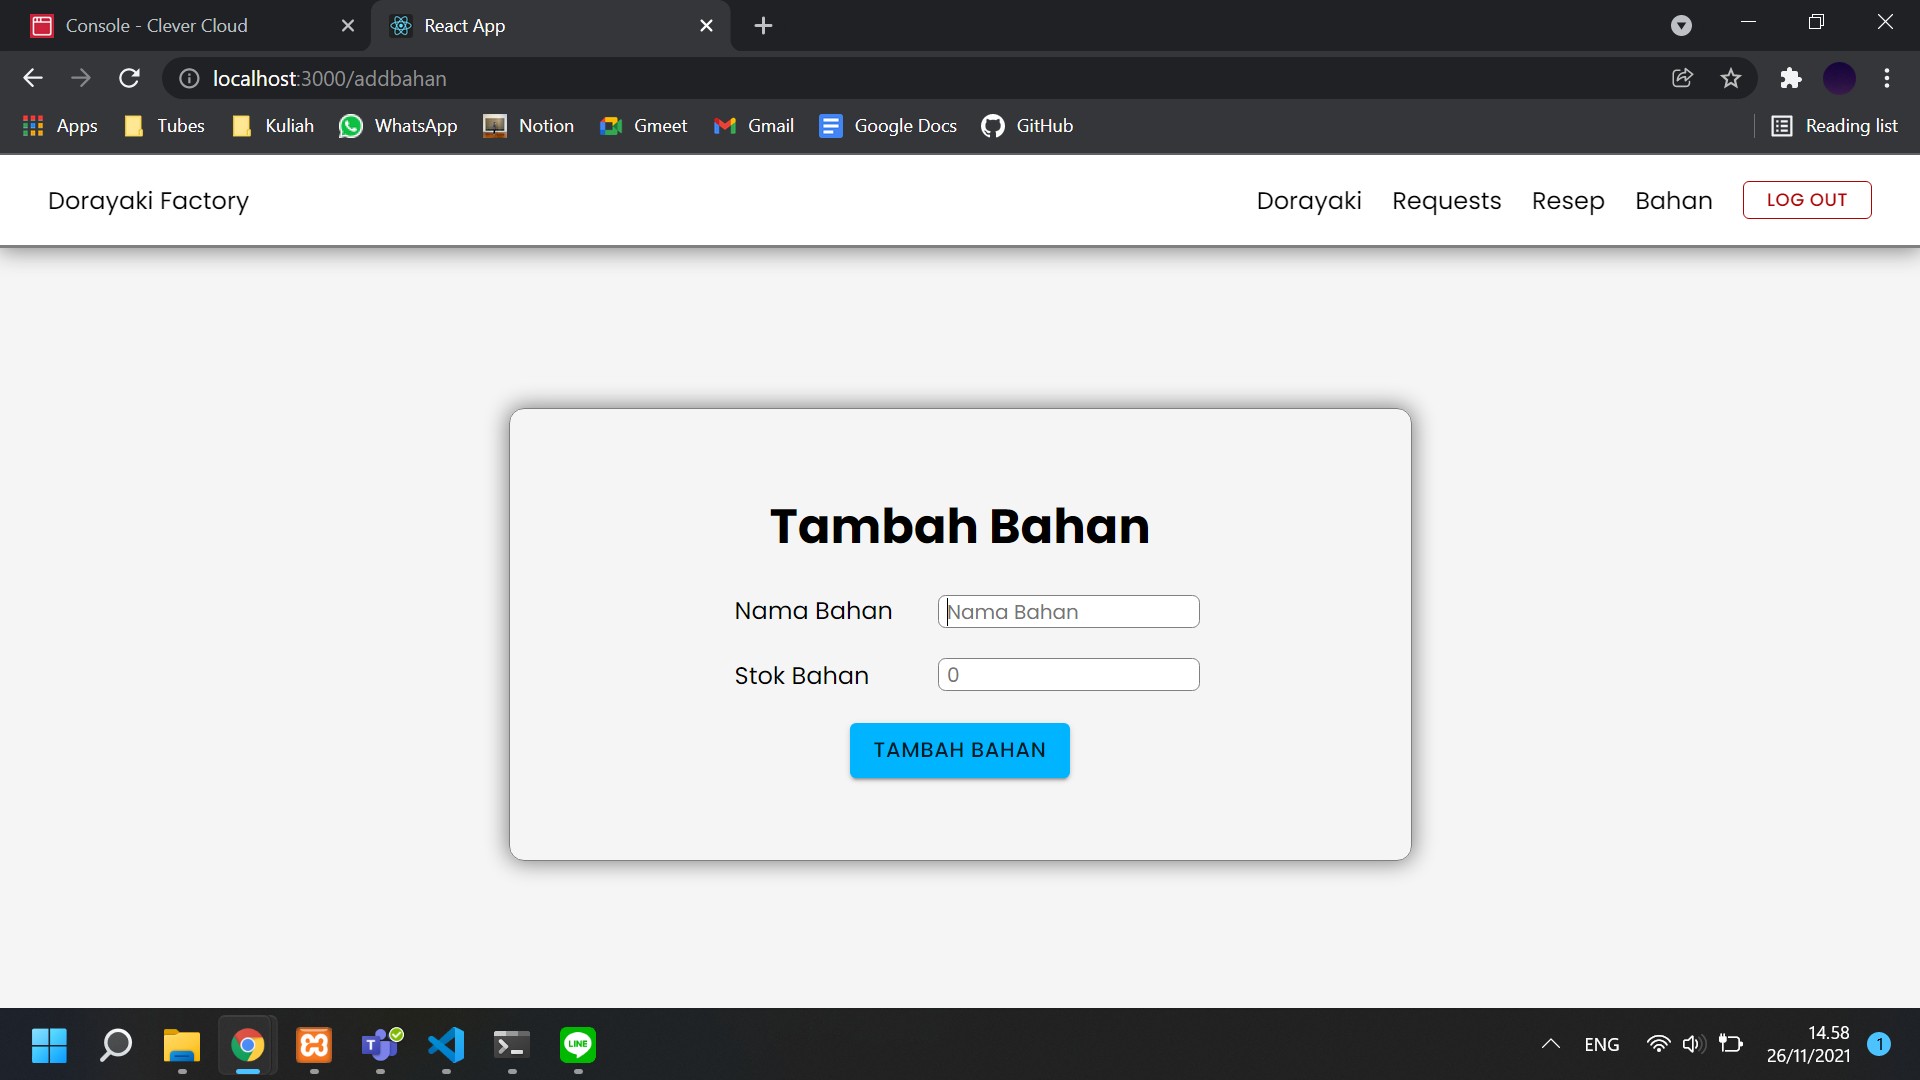 Console - Clever Cloud
React App
localhost:3000/addbahan
Apps
Tubes
Kuliah
WhatsApp
Notion
Gmeet
Gmail
Google Docs
GitHub
Reading list
Dorayaki Factory
Dorayaki
Requests
Resep
Bahan
LOG OUT
Tambah Bahan
Nama Bahan
Nama Bahan
Stok Bahan
0
TAMBAH BAHAN
T
LINE
ENG
14.58
26/11/2021
1